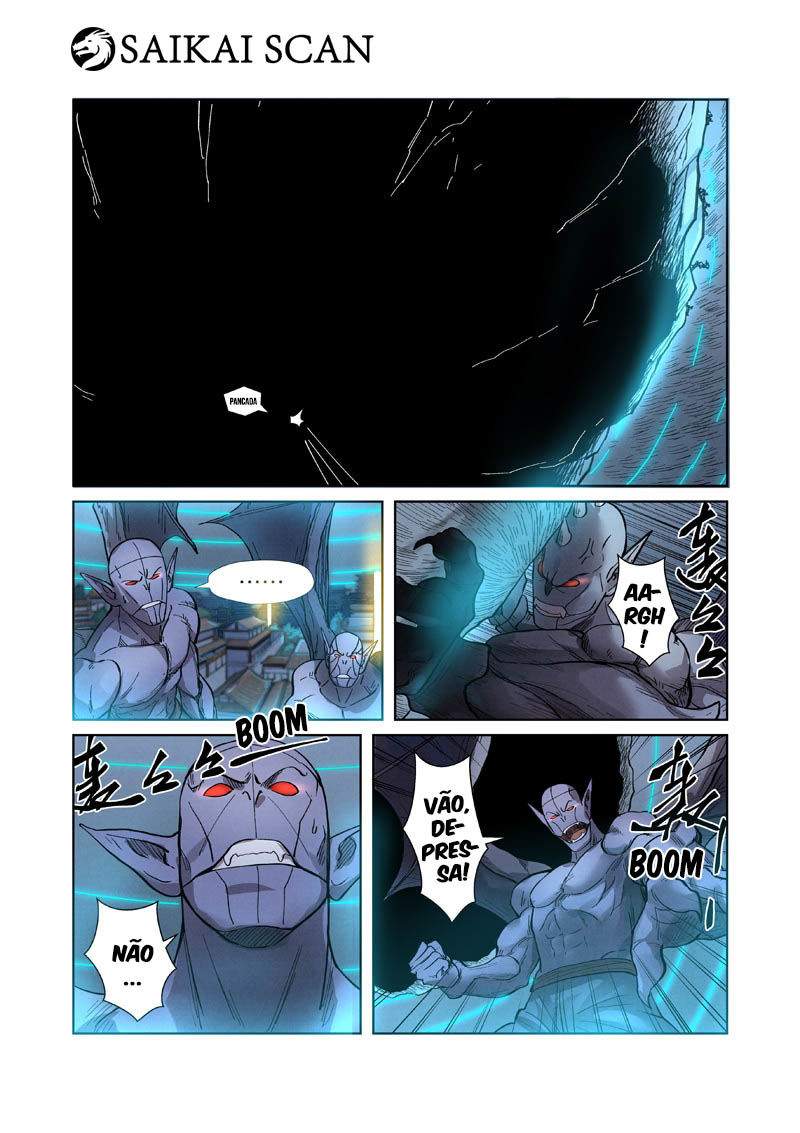 SAIKAI SCAN
PANCADA
......
AA-
RGH
!
BOOM
NÃO
...
VÃO,
DE-
PRES-
SA!
BOOM